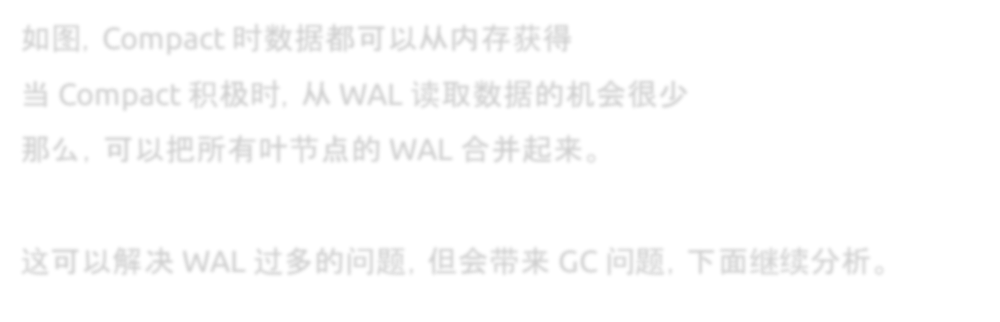 如图，Compact 时数据都可以从内存获得
当 Compact 积极时，从 WAL 读取数据的机会很少
那么，可以把所有叶节点的 WAL 合并起来。
这可以解决 WAL 过多的问题，但会带来 GC 问题，下面继续分析。